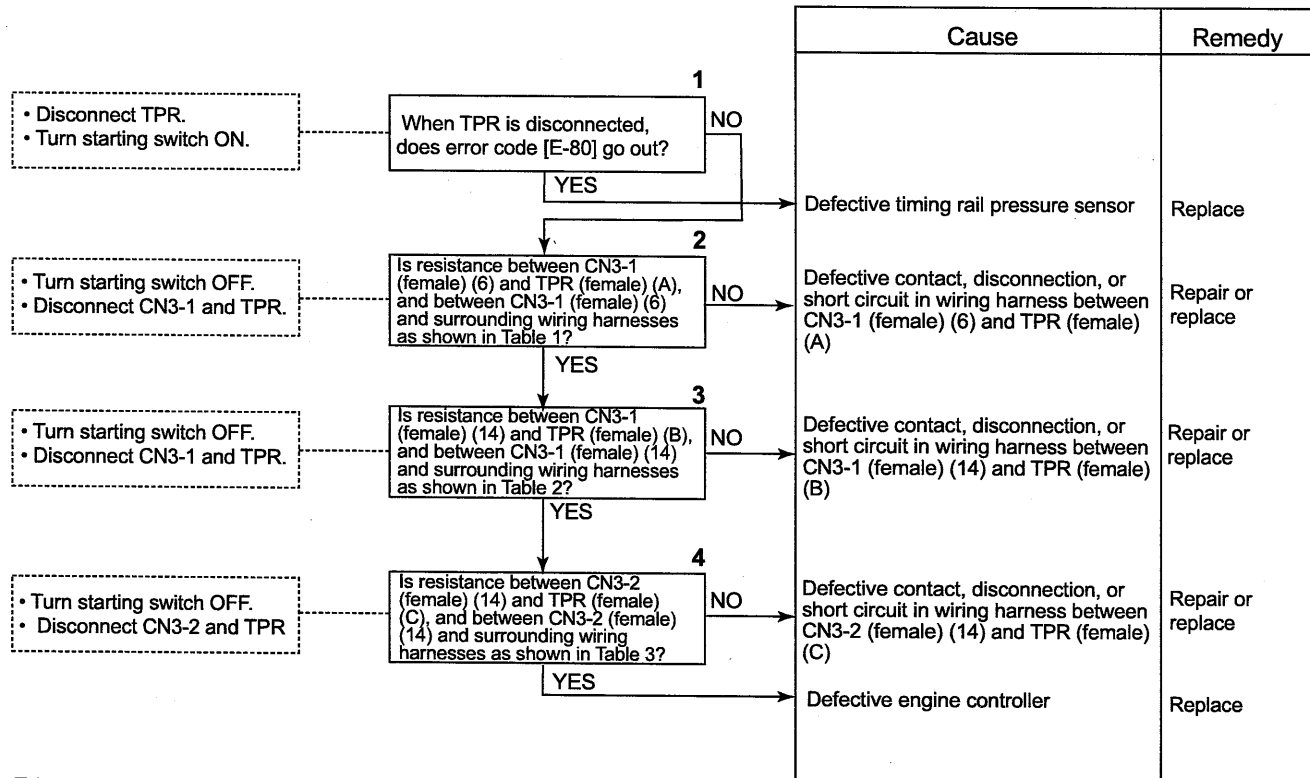 Cause
Remedy
1
• Disconnect TPR.
• Turn starting switch ON.
When TPR is disconnected,
does error code [E-80] go out?
NO
YES
Defective timing rail pressure sensor
Replace
2
• Turn starting switch OFF.
• Disconnect CN3-1 and TPR.
Is resistance between CN3-1
(female) (6) and TPR (female) (A),
and between CN3-1 (female) (6)
and surrounding wiring harnesses
as shown in Table 1?
NO
YES
Defective contact, disconnection, or
short circuit in wiring harness between
CN3-1 (female) (6) and TPR (female)
(A)
Repair or
replace
3
• Turn starting switch OFF.
• Disconnect CN3-1 and TPR.
Is resistance between CN3-1
(female) (14) and TPR (female) (B),
and between CN3-1 (female) (14)
and surrounding wiring harnesses
as shown in Table 2?
NO
YES
Defective contact, disconnection, or
short circuit in wiring harness between
CN3-1 (female) (14) and TPR (female)
(B)
Repair or
replace
4
• Turn starting switch OFF.
• Disconnect CN3-2 and TPR
Is resistance between CN3-2
(female) (14) and TPR (female)
(C), and between CN3-2 (female)
(14) and surrounding wiring
harnesses as shown in Table 3?
NO
YES
Defective contact, disconnection, or
short circuit in wiring harness between
CN3-2 (female) (14) and TPR (female)
(C)
Repair or
replace
Defective engine controller
Replace